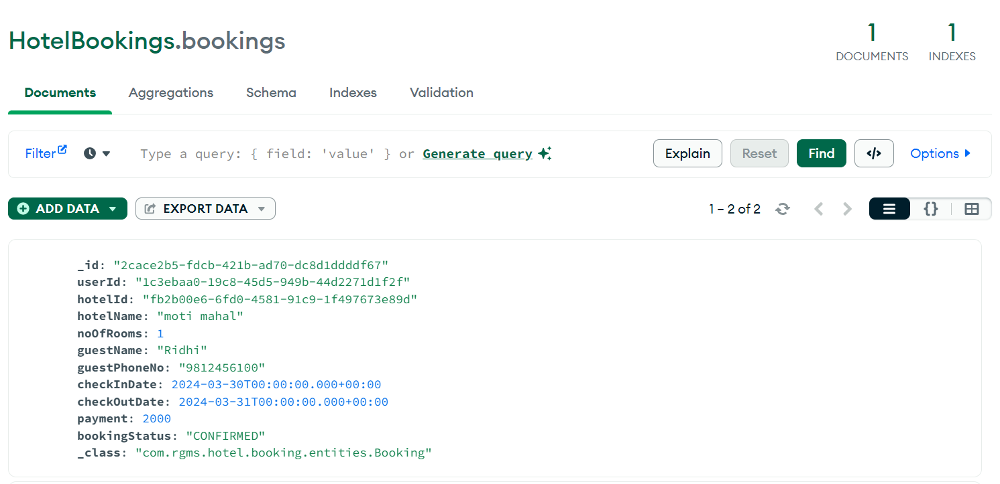 HotelBookings.bookings
1 1
DOCUMENTS INDEXES
Documents Aggregations Schema Indexes Validation
Filter Type a query: { field: 'value' } or Generate query Explain Reset Find </> Options
ADD DATA EXPORT DATA 1 – 2 of 2 {}
_id: "2cace2b5-fdcb-421b-ad70-dc8d1ddddf67"
userId: "1c3ebaa0-19c8-45d5-949b-44d2271d1f2f"
hotelId: "fb2b00e6-6fd0-4581-91c9-1f497673e89d"
hotelName: "moti mahal"
noOfRooms: 1
guestName: "Ridhi"
guestPhoneNo: "9812456100"
checkInDate: 2024-03-30T00:00:00.000+00:00
checkOutDate: 2024-03-31T00:00:00.000+00:00
payment: 2000
bookingStatus: "CONFIRMED"
_class: "com.rgms.hotel.booking.entities.Booking"